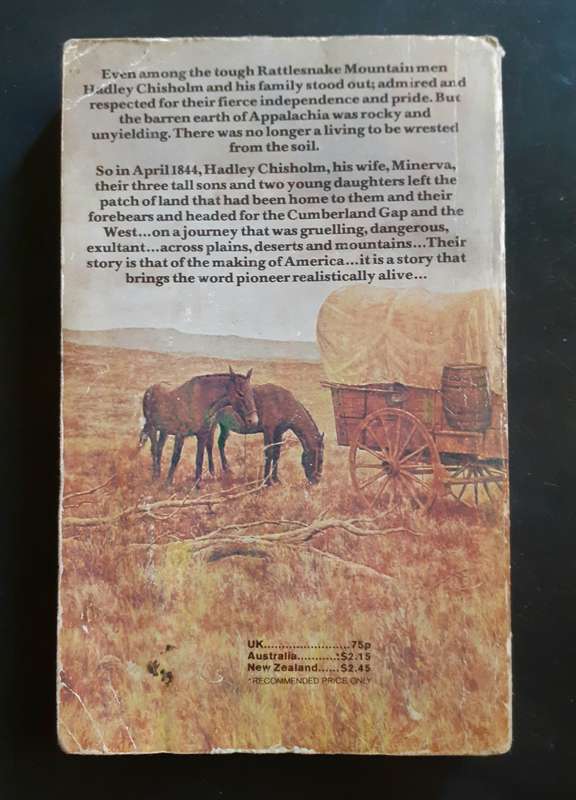 Even among the tough Rattlesnake Mountain men
Hadley Chisholm and his family stood out; admired and
respected for their fierce independence and pride. But
the barren earth of Appalachia was rocky and
unyielding. There was no longer a living to be wrested
from the soil.
So in April 1844, Hadley Chisholm, his wife, Minerva,
their three tall sons and two young daughters left the
patch of land that had been home to them and their
forebears and headed for the Cumberland Gap and the
West...on a journey that was gruelling, dangerous,
exultant...across plains, deserts and mountains...Their
story is that of the making of America...it is a story that
brings the word pioneer realistically alive...
UK........................75p
Australia...........*$2.15
New Zealand......$2.45
*RECOMMENDED PRICE ONLY